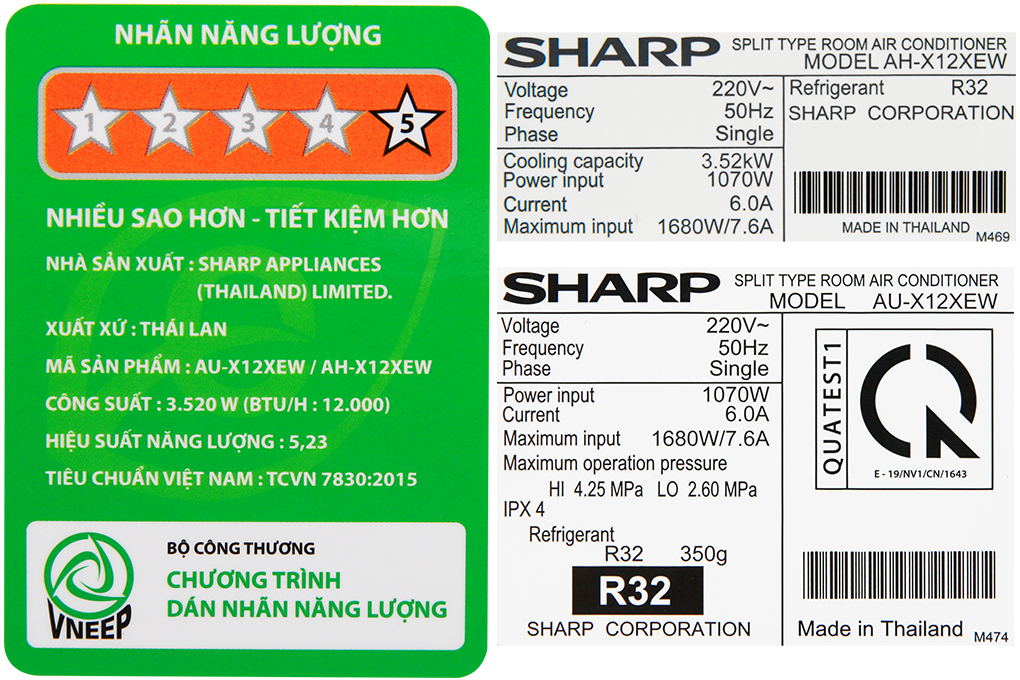 NHÃN NĂNG LƯỢNG
1 2 3 4 5
NHIỀU SAO HƠN - TIẾT KIỆM HƠN
NHÀ SẢN XUẤT : SHARP APPLIANCES
(THAILAND) LIMITED.
XUẤT XỨ : THÁI LAN
MÃ SẢN PHẨM : AU-X12XEW / AH-X12XEW
CÔNG SUẤT : 3.520 W (BTU/H : 12.000)
HIỆU SUẤT NĂNG LƯỢNG : 5,23
TIÊU CHUẨN VIỆT NAM : TCVN 7830:2015
VNEEP
BỘ CÔNG THƯƠNG
CHƯƠNG TRÌNH
DÁN NHÃN NĂNG LƯỢNG
SHARP SPLIT TYPE ROOM AIR CONDITIONER
MODEL AH-X12XEW
Voltage 220V~
Frequency 50Hz
Phase Single
Cooling capacity 3.52kW
Power input 1070W
Current 6.0A
Maximum input 1680W/7.6A
Refrigerant R32
SHARP CORPORATION
MADE IN THAILAND M469
SHARP SPLIT TYPE ROOM AIR CONDITIONER
MODEL AU-X12XEW
Voltage 220V~
Frequency 50Hz
Phase Single
Power input 1070W
Current 6.0A
Maximum input 1680W/7.6A
Maximum operation pressure
HI 4.25 MPa LO 2.60 MPa
IPX 4
Refrigerant
R32 350g
R32
SHARP CORPORATION
QUATEST1
E - 19/NV1/CN/1643
Made in Thailand M474